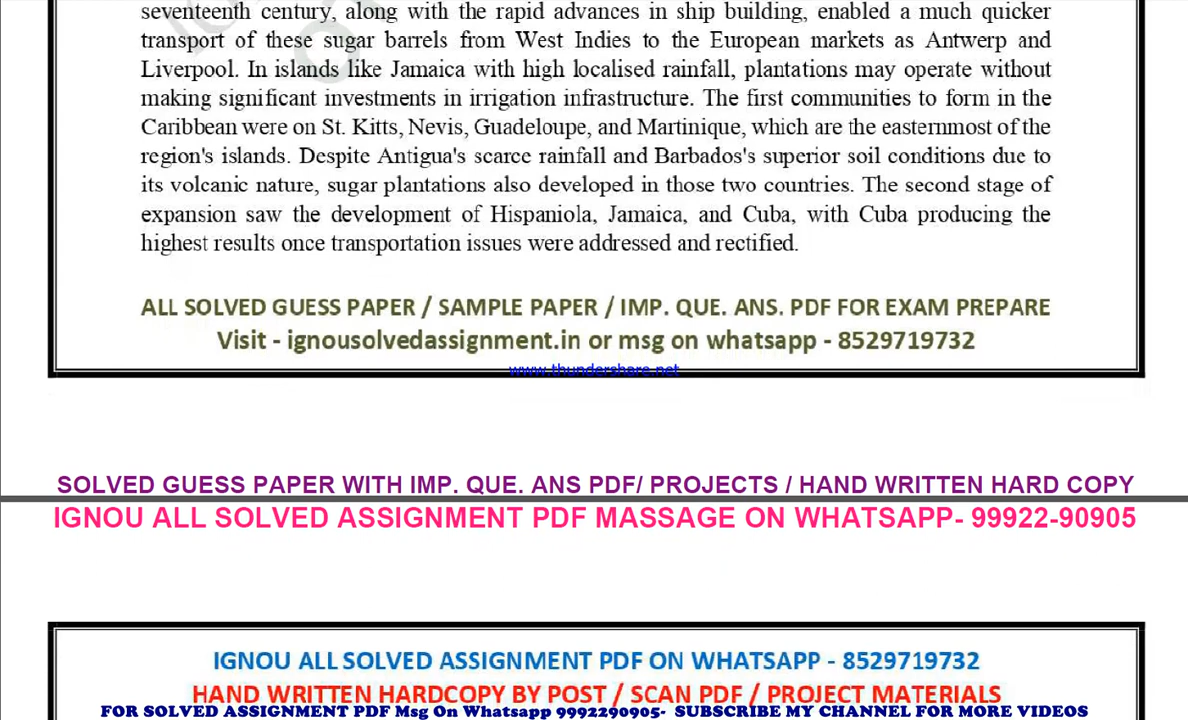 seventeenth century, along with the rapid advances in ship building, enabled a much quicker
transport of these sugar barrels from West Indies to the European markets as Antwerp and
Liverpool. In islands like Jamaica with high localised rainfall, plantations may operate without
making significant investments in irrigation infrastructure. The first communities to form in the
Caribbean were on St. Kitts, Nevis, Guadeloupe, and Martinique, which are the easternmost of the
region's islands. Despite Antigua's scarce rainfall and Barbados's superior soil conditions due to
its volcanic nature, sugar plantations also developed in those two countries. The second stage of
expansion saw the development of Hispaniola, Jamaica, and Cuba, with Cuba producing the
highest results once transportation issues were addressed and rectified.
ALL SOLVED GUESS PAPER / SAMPLE PAPER / IMP. QUE. ANS. PDF FOR EXAM PREPARE
Visit - ignousolvedassignment.in or msg on whatsapp - 8529719732
www.thundershare.net
SOLVED GUESS PAPER WITH IMP. QUE. ANS PDF/ PROJECTS / HAND WRITTEN HARD COPY
IGNOU ALL SOLVED ASSIGNMENT PDF MASSAGE ON WHATSAPP- 99922-90905
IGNOU ALL SOLVED ASSIGNMENT PDF ON WHATSAPP - 8529719732
HAND WRITTEN HARDCOPY BY POST / SCAN PDF / PROJECT MATERIALS
FOR SOLVED ASSIGNMENT PDF Msg On Whatsapp 9992290905- SUBSCRIBE MY CHANNEL FOR MORE VIDEOS